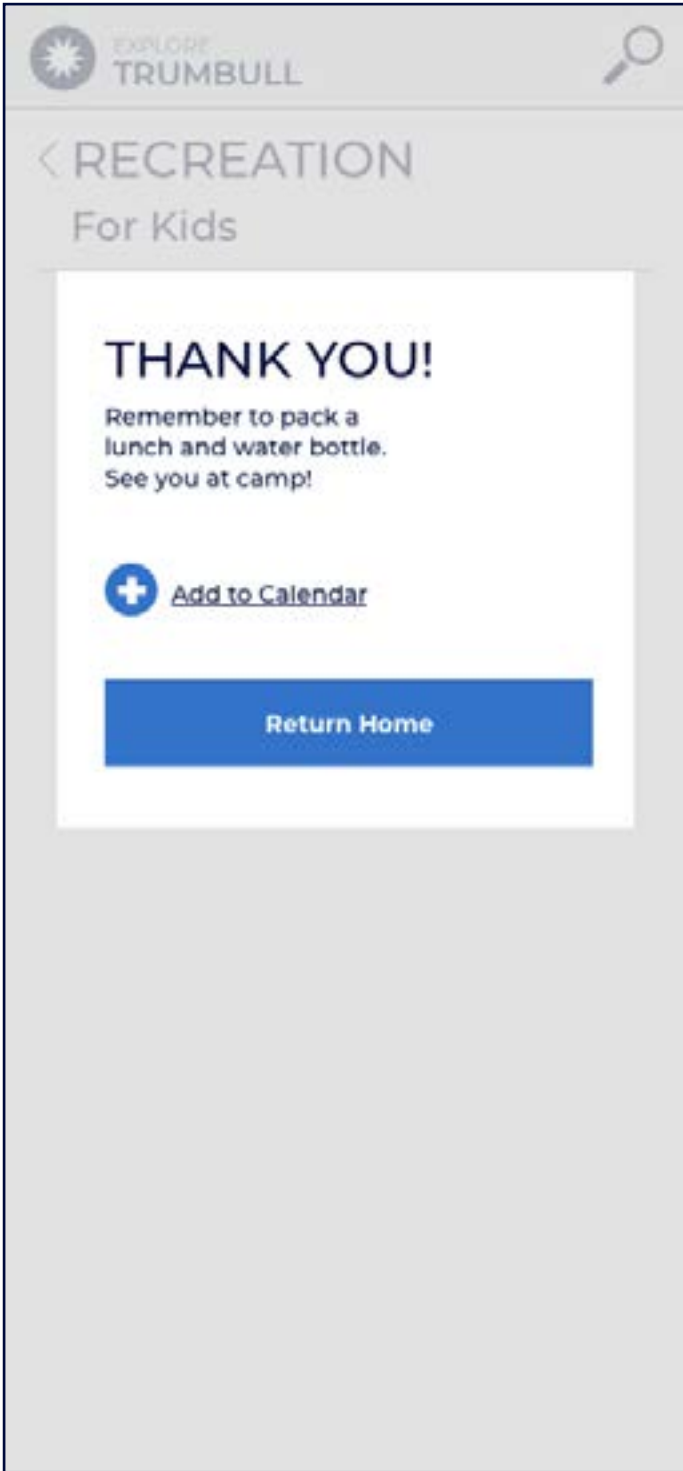 EXPLORE
TRUMBULL
RECREATION
For Kids
THANK YOU!
Remember to pack a
lunch and water bottle.
See you at camp!
Add to Calendar
Return Home